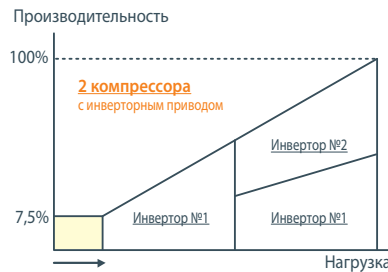 Производительность
100%
2 компрессора
с инверторным приводом
Инвертор №2
7,5%
Инвертор №1
Инвертор №1
Нагрузка